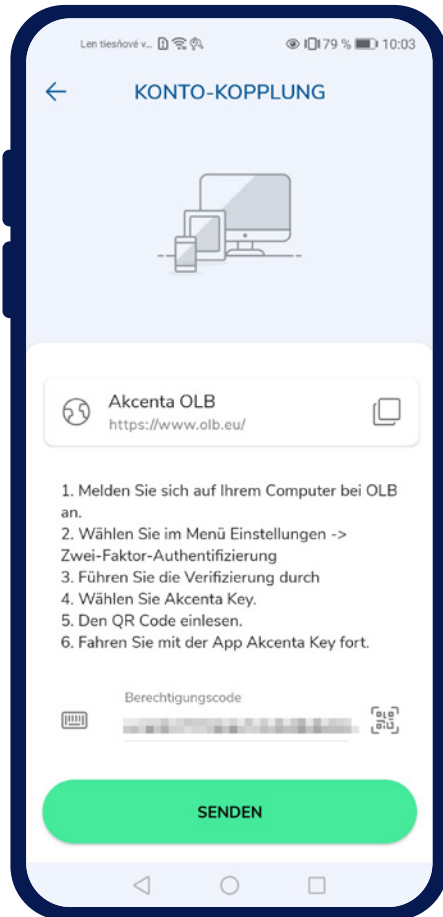 Len tiesňové v... 79 % 10:03
KONTO-KOPPLUNG
Akcenta OLB
https://www.olb.eu/
1. Melden Sie sich auf Ihrem Computer bei OLB
an.
2. Wählen Sie im Menü Einstellungen ->
Zwei-Faktor-Authentifizierung
3. Führen Sie die Verifizierung durch
4. Wählen Sie Akcenta Key.
5. Den QR Code einlesen.
6. Fahren Sie mit der App Akcenta Key fort.
Berechtigungscode
SENDEN